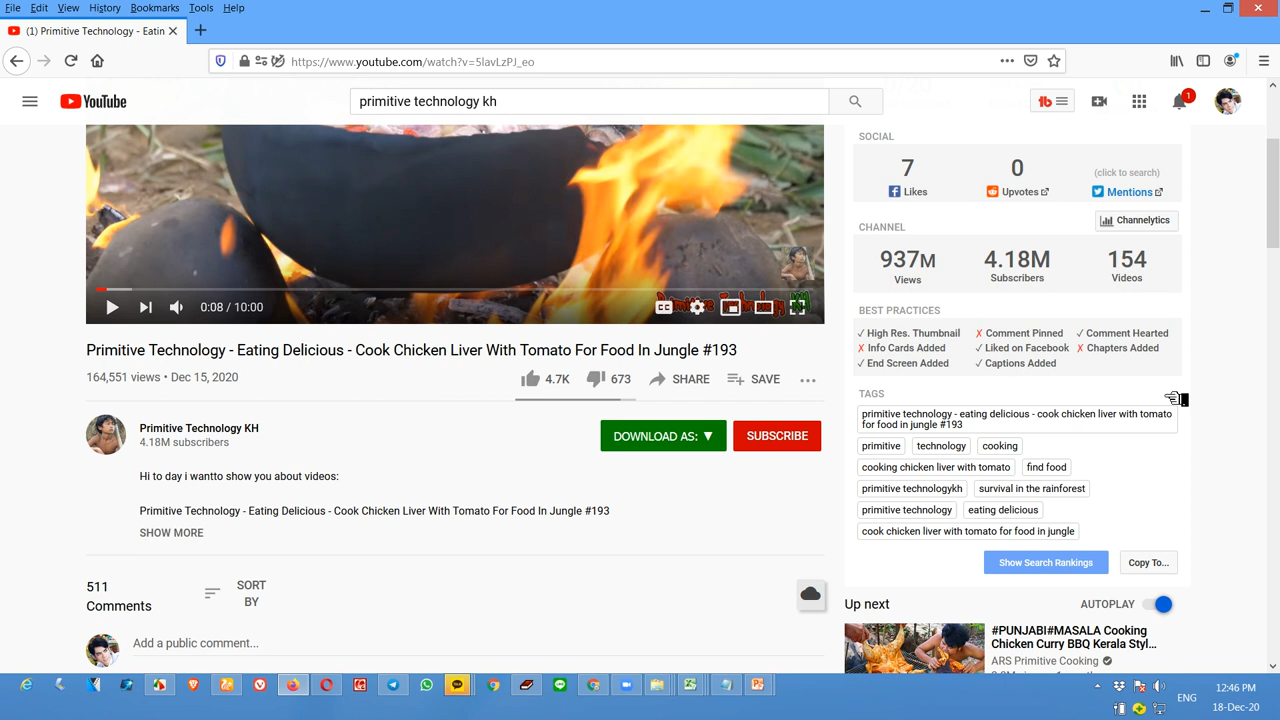 File Edit View History Bookmarks Tools Help
(1) Primitive Technology - Eatin
https://www.youtube.com/watch?v=5lavLzPJ_eo
YouTube
primitive technology kh
1
SOCIAL
7
0
(click to search)
Likes
Upvotes
Mentions
Channelytics
CHANNEL
937M
4.18M
154
Views
Subscribers
Videos
BEST PRACTICES
✓ High Res. Thumbnail ✗ Comment Pinned ✓ Comment Hearted
✗ Info Cards Added ✓ Liked on Facebook ✗ Chapters Added
✓ End Screen Added ✓ Captions Added
0:08 / 10:00
CC
Primitive Technology KH
Primitive Technology - Eating Delicious - Cook Chicken Liver With Tomato For Food In Jungle #193
164,551 views • Dec 15, 2020
4.7K 673 SHARE SAVE
Primitive Technology KH
4.18M subscribers
DOWNLOAD AS: ▼
SUBSCRIBE
Hi to day i wantto show you about videos:
Primitive Technology - Eating Delicious - Cook Chicken Liver With Tomato For Food In Jungle #193
SHOW MORE
511
Comments
SORT
BY
Add a public comment...
TAGS
primitive technology - eating delicious - cook chicken liver with tomato
for food in jungle #193
primitive technology cooking
cooking chicken liver with tomato find food
primitive technologykh survival in the rainforest
primitive technology eating delicious
cook chicken liver with tomato for food in jungle
Show Search Rankings Copy To...
Up next
AUTOPLAY
#PUNJABI#MASALA Cooking
Chicken Curry BBQ Kerala Styl...
ARS Primitive Cooking
ENG
12:46 PM
18-Dec-20